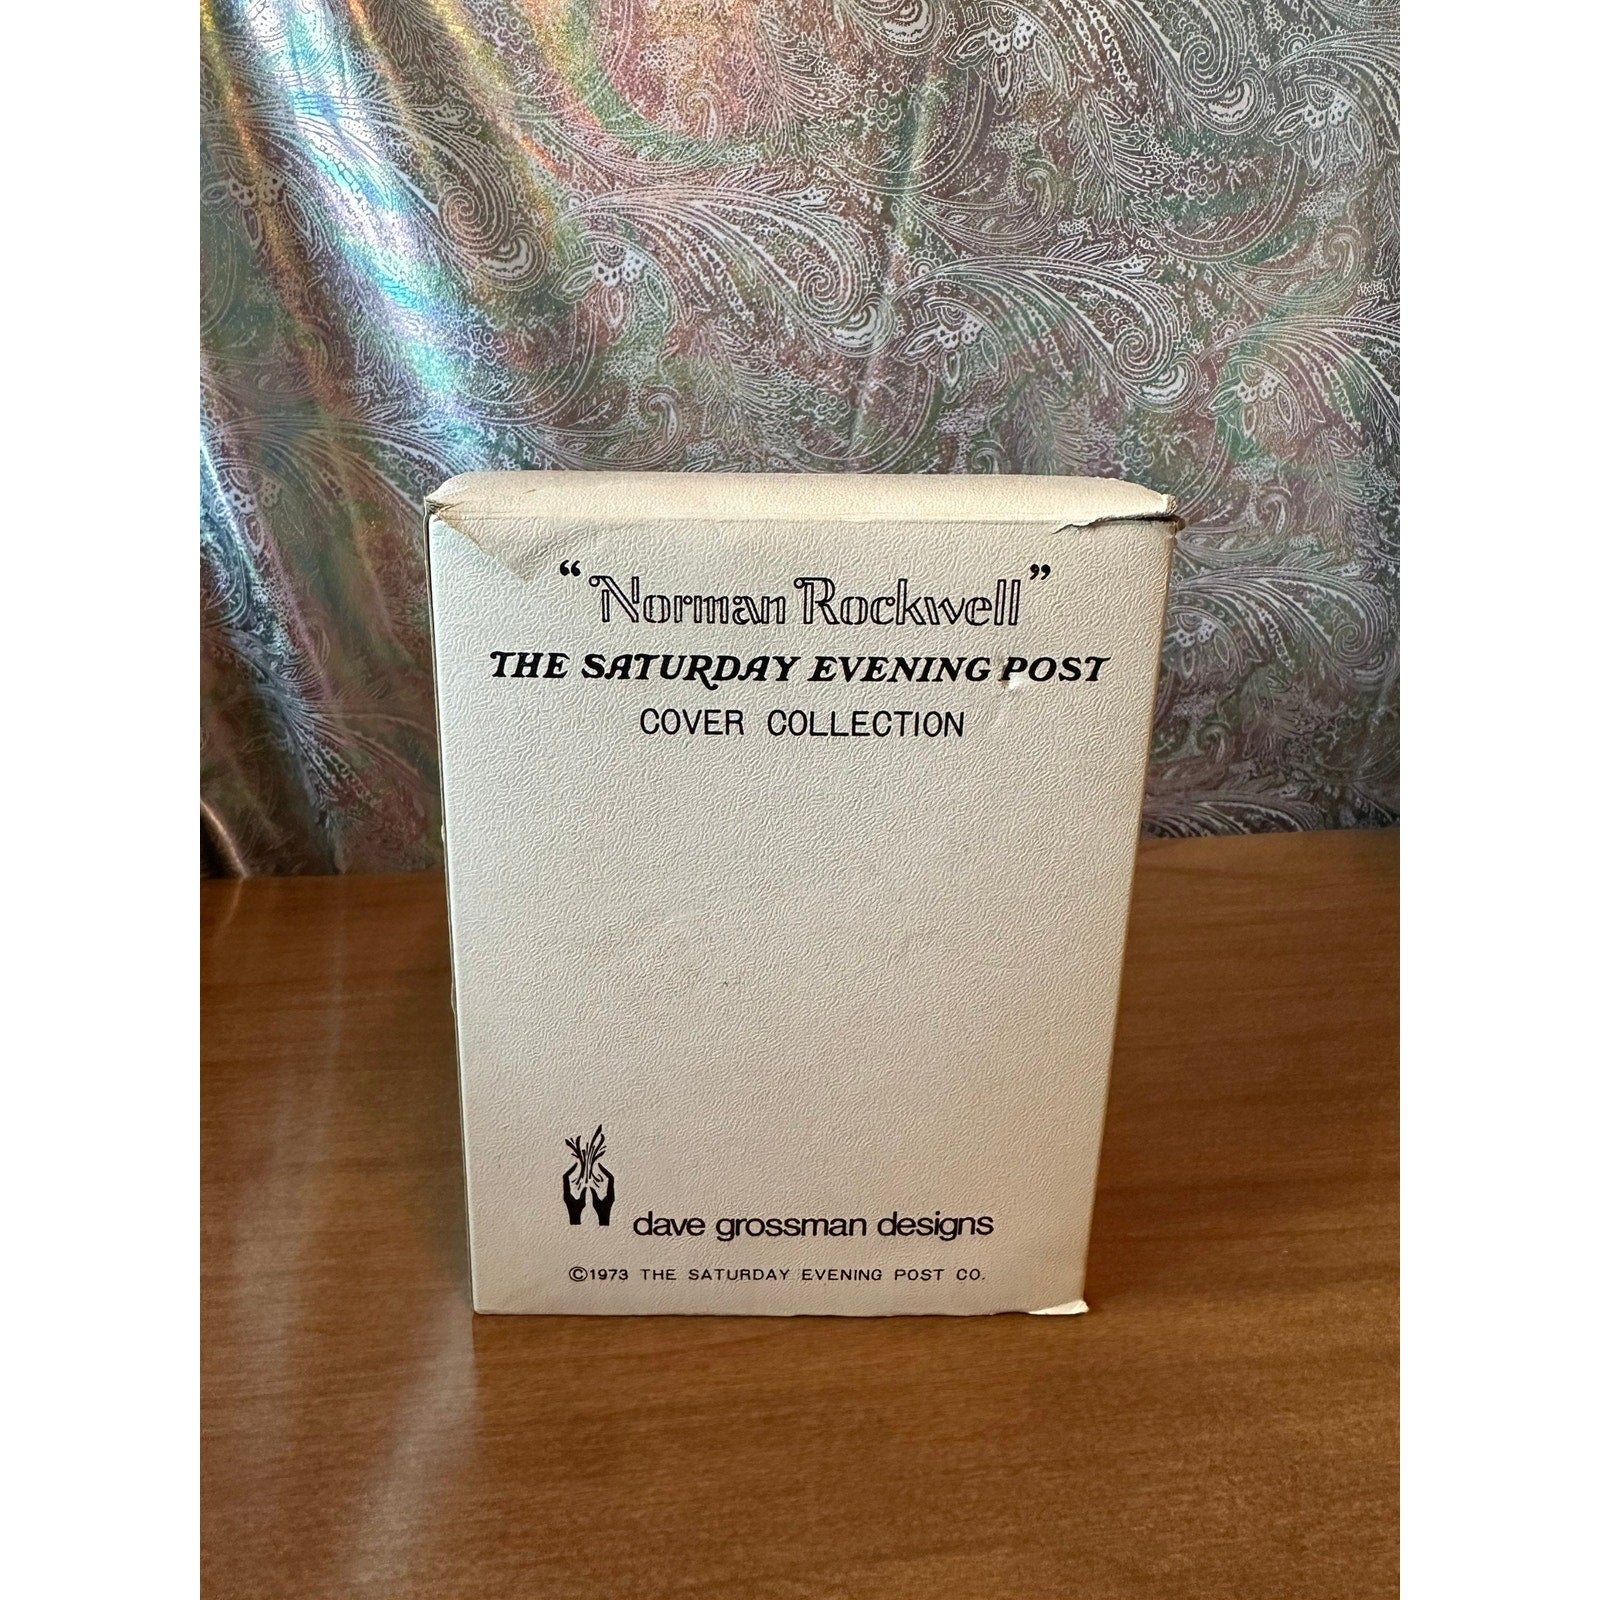 “Norman Rockwell”
THE SATURDAY EVENING POST
COVER COLLECTION
dave grossman designs
©1973 THE SATURDAY EVENING POST CO.